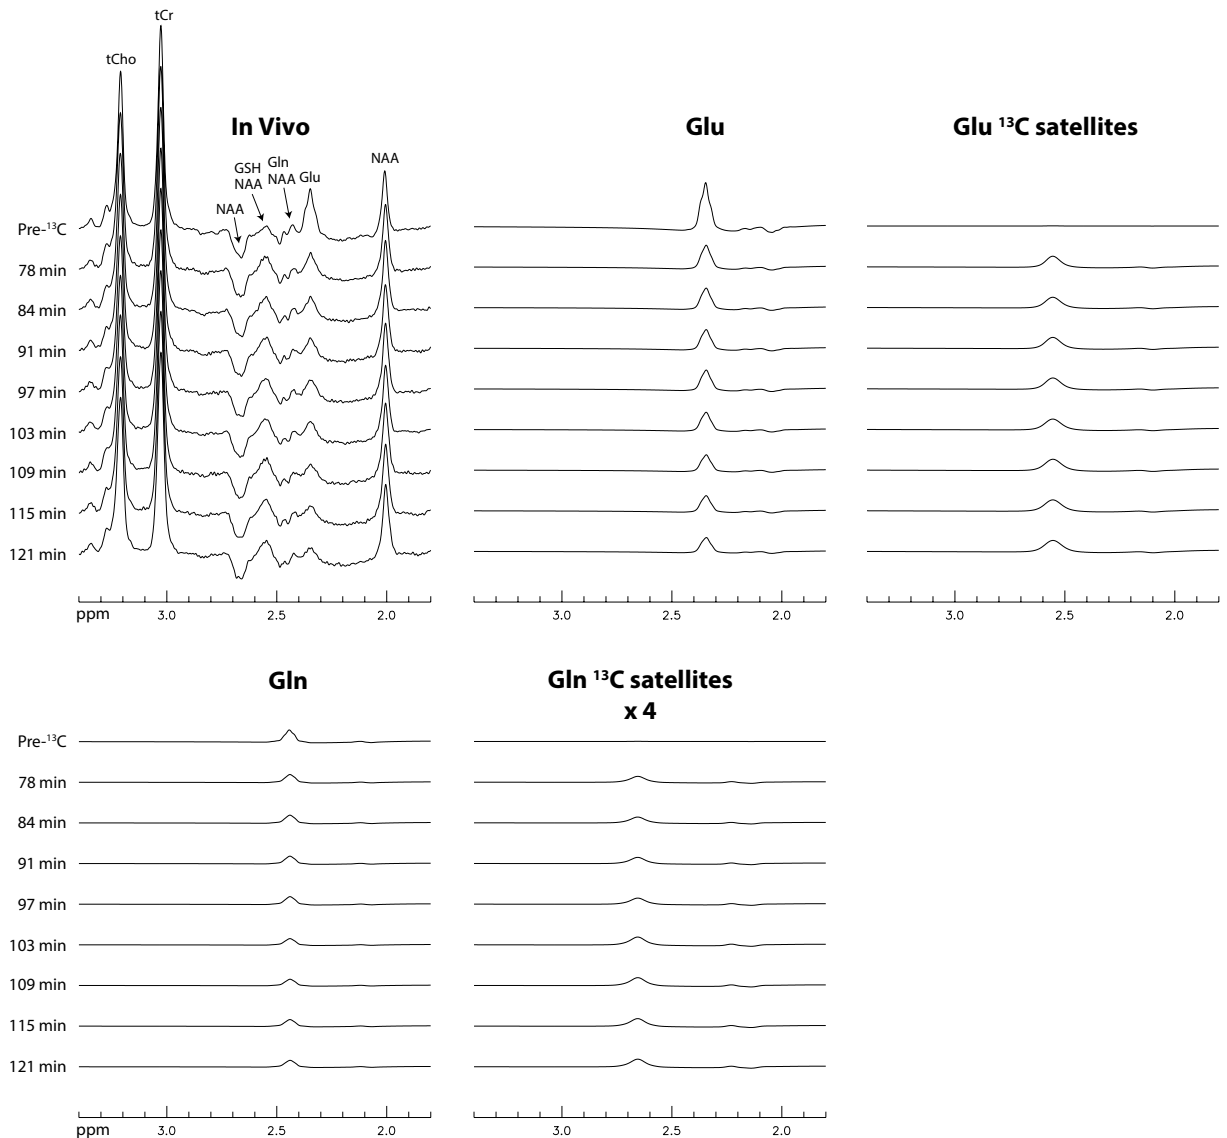 tCr
tCho
In Vivo
Glu
Glu ¹³C satellites
GSH
NAA
Gln
NAA
Glu
NAA
NAA
Pre-¹³C
78 min
84 min
91 min
97 min
103 min
109 min
115 min
121 min
ppm 3.0 2.5 2.0
3.0 2.5 2.0
3.0 2.5 2.0
Gln
Gln ¹³C satellites
x 4
Pre-¹³C
78 min
84 min
91 min
97 min
103 min
109 min
115 min
121 min
ppm 3.0 2.5 2.0
3.0 2.5 2.0